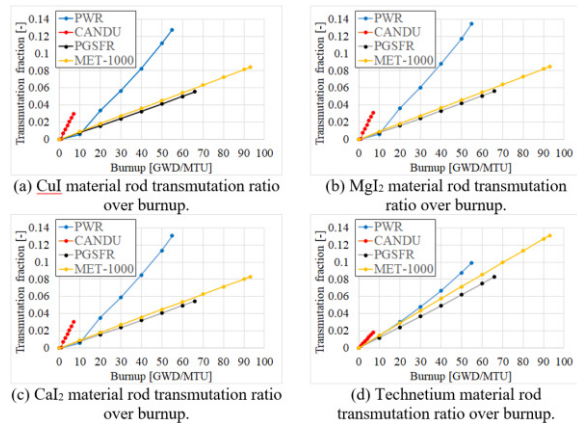 PWR
CANDU
PGSFR
MET-1000
Transmutation fraction [-]
0.14
0.12
0.1
0.08
0.06
0.04
0.02
0
0 10 20 30 40 50 60 70 80 90 100
Burnup [GWD/MTU]
(a) CuI material rod transmutation ratio
over burnup.
PWR
CANDU
PGSFR
MET-1000
Transmutation fraction [-]
0.14
0.12
0.1
0.08
0.06
0.04
0.02
0
0 10 20 30 40 50 60 70 80 90 100
Burnup [GWD/MTU]
(b) MgI₂ material rod transmutation
ratio over burnup.
PWR
CANDU
PGSFR
MET-1000
Transmutation fraction [-]
0.14
0.12
0.1
0.08
0.06
0.04
0.02
0
0 10 20 30 40 50 60 70 80 90 100
Burnup [GWD/MTU]
(c) CaI₂ material rod transmutation ratio
over burnup.
PWR
CANDU
PGSFR
MET-1000
Transmutation fraction [-]
0.14
0.12
0.1
0.08
0.06
0.04
0.02
0
0 10 20 30 40 50 60 70 80 90 100
Burnup [GWD/MTU]
(d) Technetium material rod
transmutation ratio over burnup.